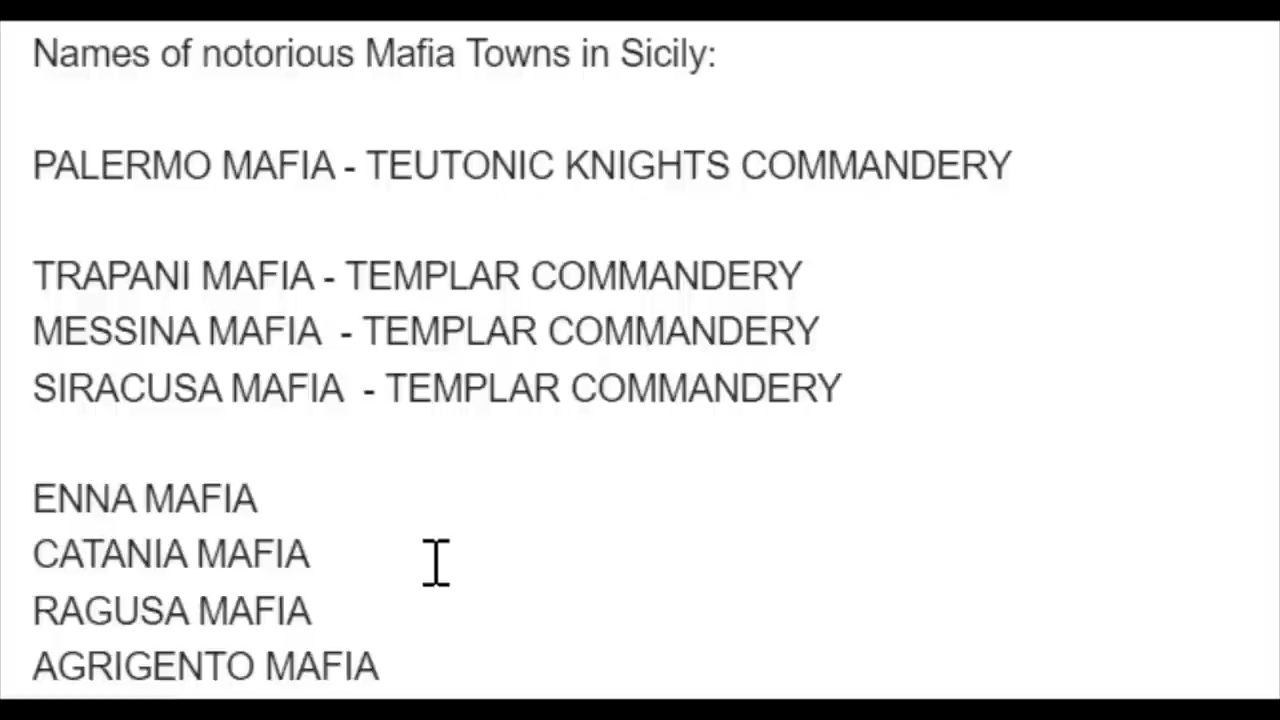 Names of notorious Mafia Towns in Sicily:
PALERMO MAFIA - TEUTONIC KNIGHTS COMMANDERY
TRAPANI MAFIA - TEMPLAR COMMANDERY
MESSINA MAFIA  - TEMPLAR COMMANDERY
SIRACUSA MAFIA  - TEMPLAR COMMANDERY
ENNA MAFIA
CATANIA MAFIA
RAGUSA MAFIA
AGRIGENTO MAFIA